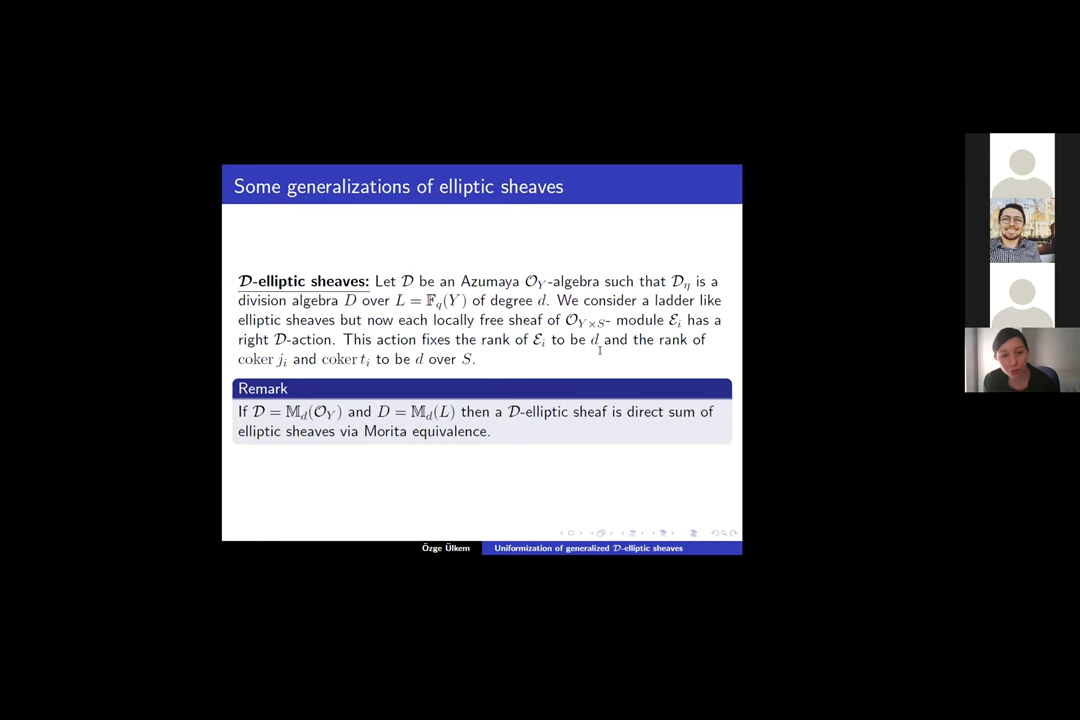 Some generalizations of elliptic sheaves
𝒟-elliptic sheaves: Let 𝒟 be an Azumaya 𝒪_Y-algebra such that 𝒟_η is a
division algebra D over L = 𝔽_q(Y) of degree d. We consider a ladder like
elliptic sheaves but now each locally free sheaf of 𝒪_{Y×S}- module ℰ_i has a
right 𝒟-action. This action fixes the rank of ℰ_i to be d and the rank of
coker j_i and coker t_i to be d over S.
Remark
If 𝒟 = 𝕄_d(𝒪_Y) and D = 𝕄_d(L) then a 𝒟-elliptic sheaf is direct sum of
elliptic sheaves via Morita equivalence.
Özge Ülkem
Uniformization of generalized 𝒟-elliptic sheaves